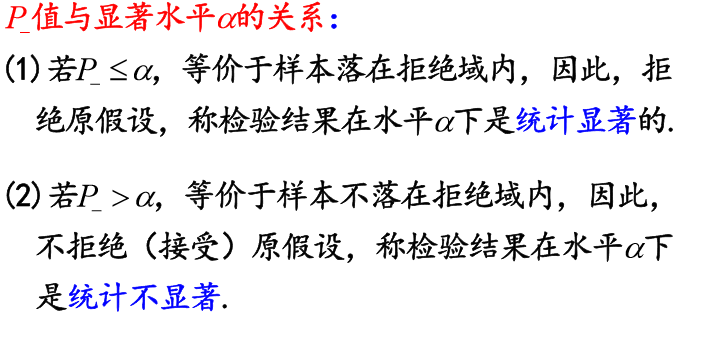 P_值与显著水平α的关系：
(1) 若P_ ≤ α，等价于样本落在拒绝域内，因此，拒
绝原假设，称检验结果在水平α下是统计显著的.
(2) 若P_ > α，等价于样本不落在拒绝域内，因此，
不拒绝（接受）原假设，称检验结果在水平α下
是统计不显著.